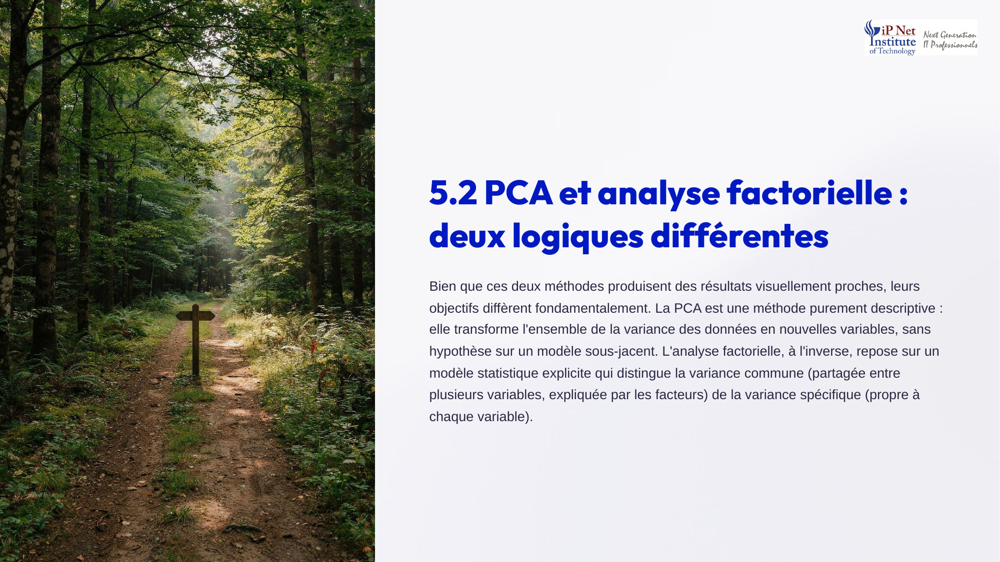 iP Net
Institute
of Technology
Next Generation
IT Professionnels
5.2 PCA et analyse factorielle :
deux logiques différentes
Bien que ces deux méthodes produisent des résultats visuellement proches, leurs
objectifs diffèrent fondamentalement. La PCA est une méthode purement descriptive :
elle transforme l'ensemble de la variance des données en nouvelles variables, sans
hypothèse sur un modèle sous-jacent. L'analyse factorielle, à l'inverse, repose sur un
modèle statistique explicite qui distingue la variance commune (partagée entre
plusieurs variables, expliquée par les facteurs) de la variance spécifique (propre à
chaque variable).